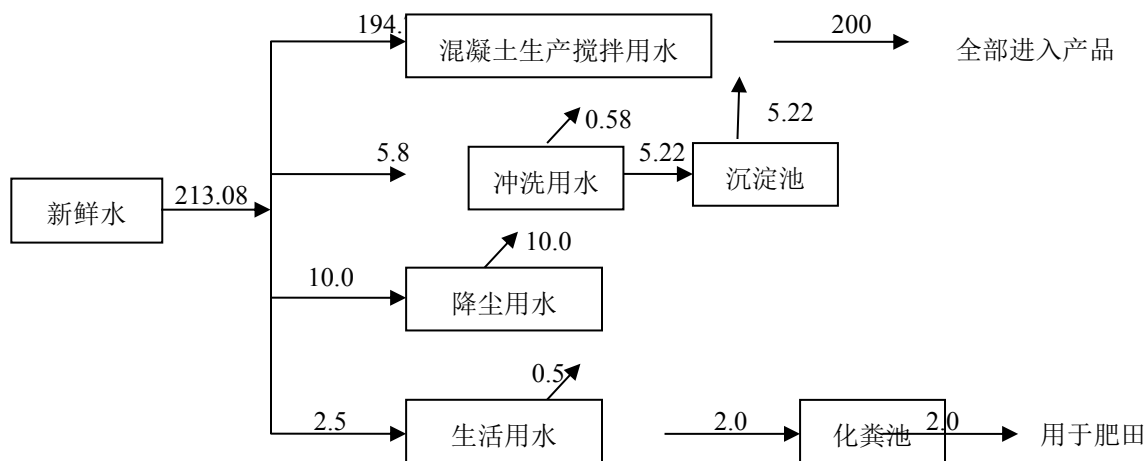 194.
混凝土生产搅拌用水
200
全部进入产品
0.58
5.22
5.8
冲洗用水
5.22
沉淀池
新鲜水
213.08
10.0
10.0
降尘用水
0.5
2.5
生活用水
2.0
化粪池
2.0
用于肥田